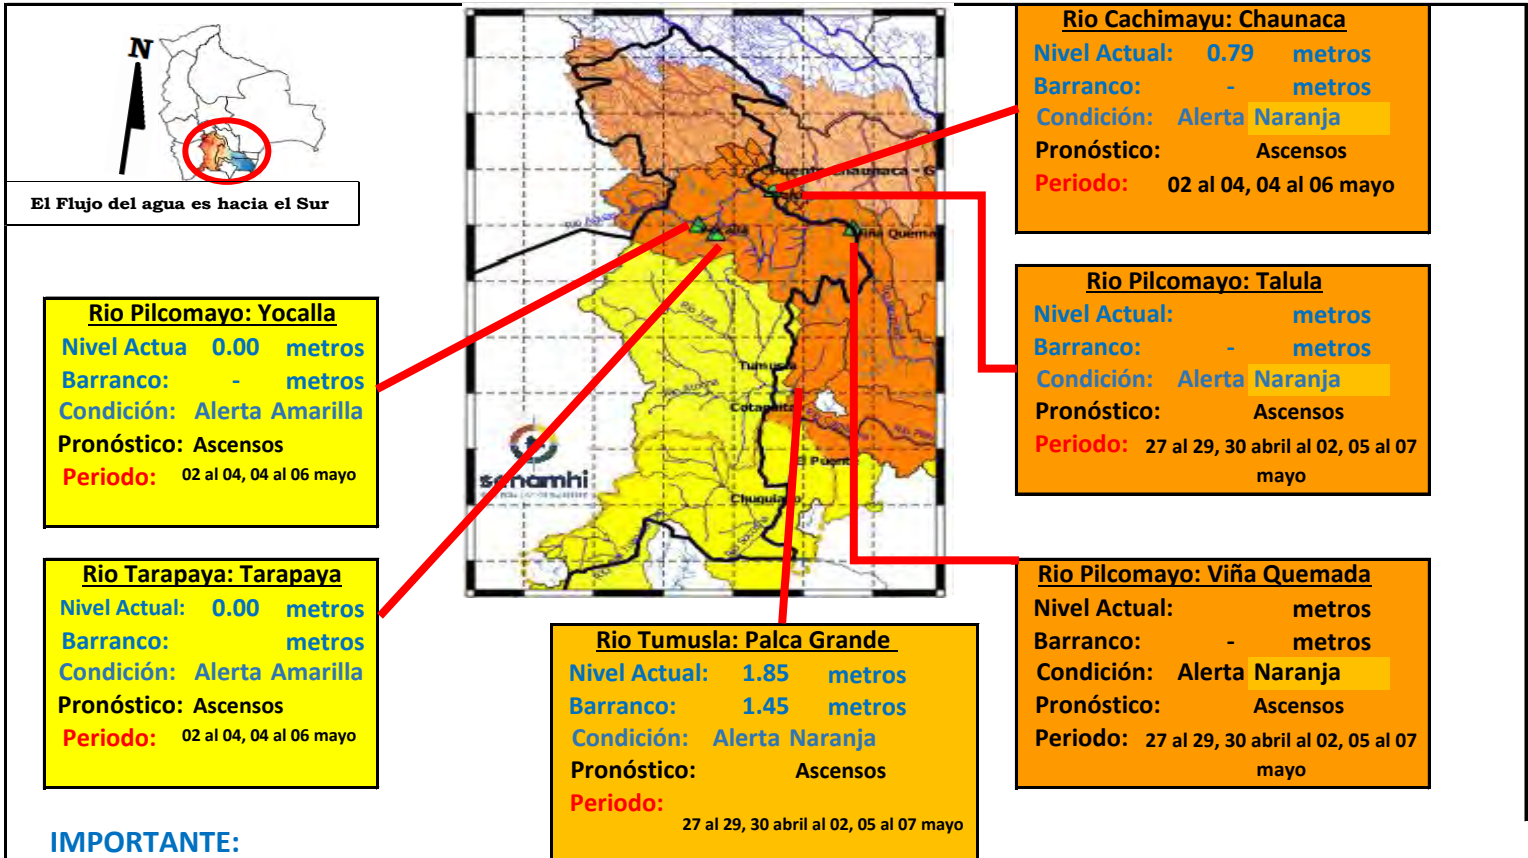 N
El Flujo del agua es hacia el Sur
Rio Pilcomayo: Yocalla
Nivel Actua 0.00 metros
Barranco: - metros
Condición: Alerta Amarilla
Pronóstico: Ascensos
Periodo: 02 al 04, 04 al 06 mayo
Rio Tarapaya: Tarapaya
Nivel Actual: 0.00 metros
Barranco: metros
Condición: Alerta Amarilla
Pronóstico: Ascensos
Periodo: 02 al 04, 04 al 06 mayo
IMPORTANTE:
Puente Chaunaca - G
Viña Quema
Tumusla
Cotagaita
El Puente
Chuquiago
senamhi
Rio Tumusla: Palca Grande
Nivel Actual: 1.85 metros
Barranco: 1.45 metros
Condición: Alerta Naranja
Pronóstico: Ascensos
Periodo:
27 al 29, 30 abril al 02, 05 al 07 mayo
Rio Cachimayu: Chaunaca
Nivel Actual: 0.79 metros
Barranco: - metros
Condición: Alerta Naranja
Pronóstico: Ascensos
Periodo: 02 al 04, 04 al 06 mayo
Rio Pilcomayo: Talula
Nivel Actual: metros
Barranco: - metros
Condición: Alerta Naranja
Pronóstico: Ascensos
Periodo: 27 al 29, 30 abril al 02, 05 al 07
mayo
Rio Pilcomayo: Viña Quemada
Nivel Actual: metros
Barranco: - metros
Condición: Alerta Naranja
Pronóstico: Ascensos
Periodo: 27 al 29, 30 abril al 02, 05 al 07
mayo